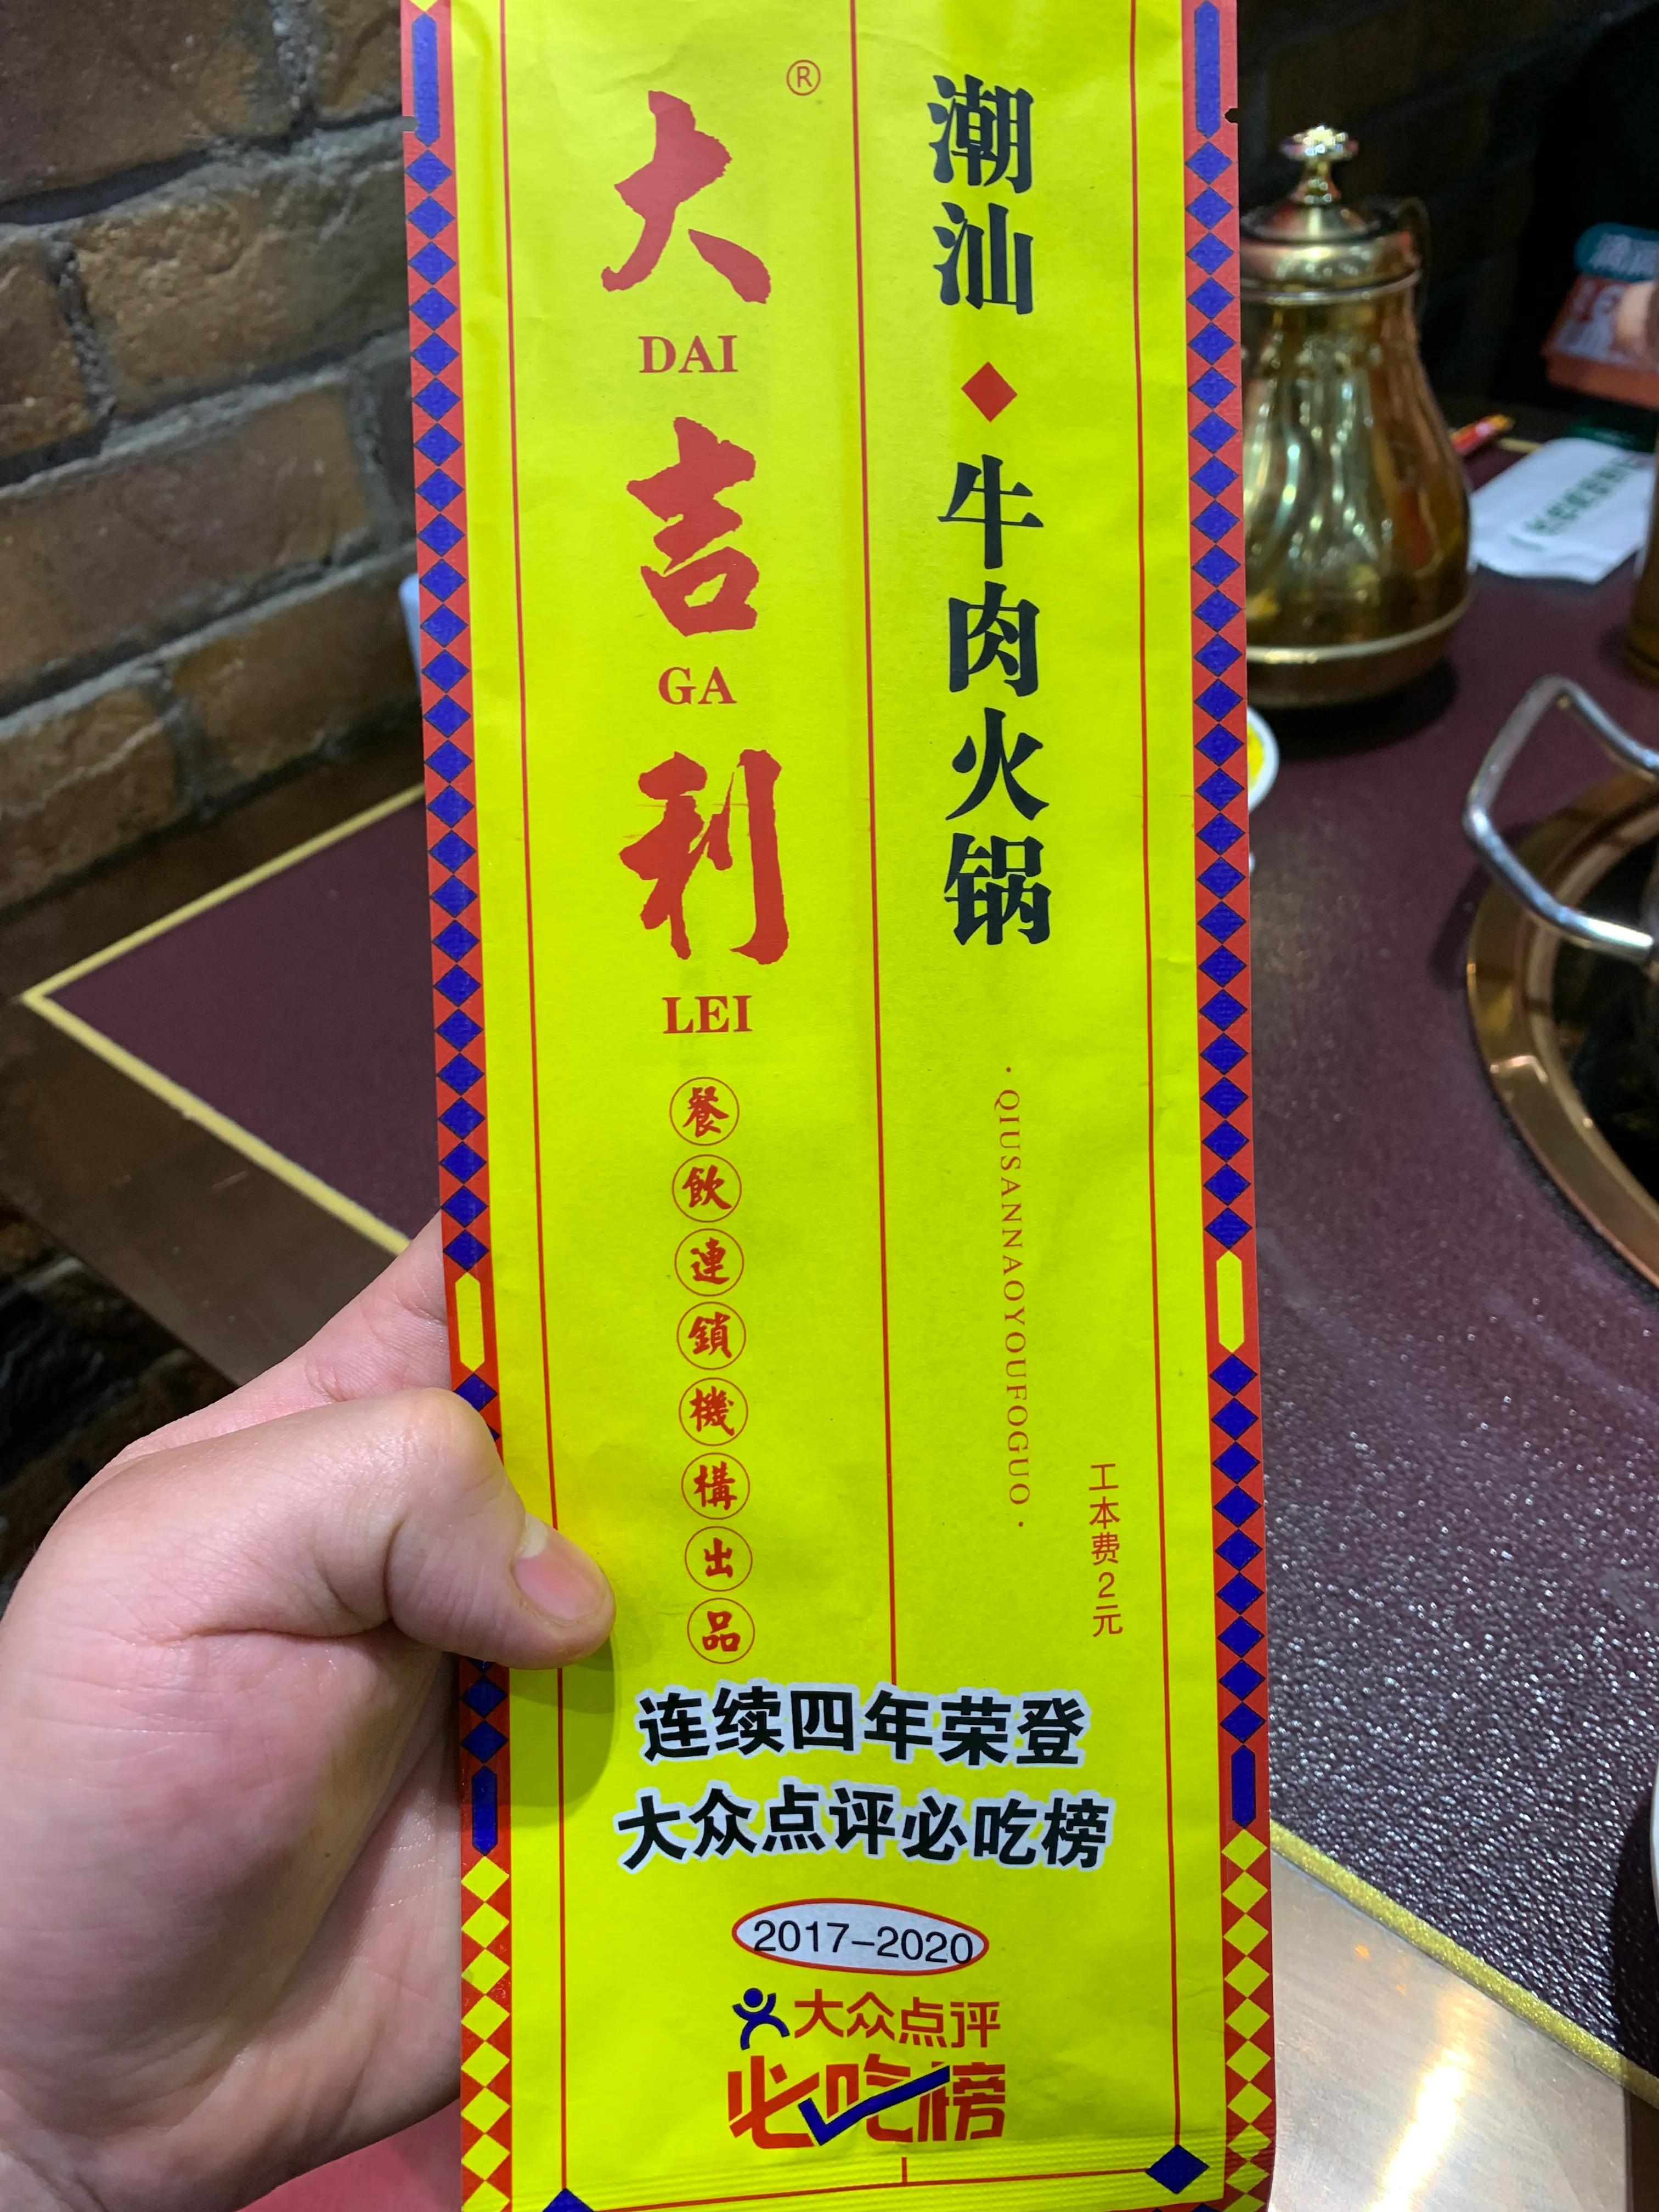 潮汕◆牛肉火锅
·QIUSANNAOYOUFOGUO·
工本费2元
®
大吉利
DAI GA LEI
餐飲連鎖機構出品
连续四年荣登
大众点评必吃榜
2017-2020
大众点评
必吃榜